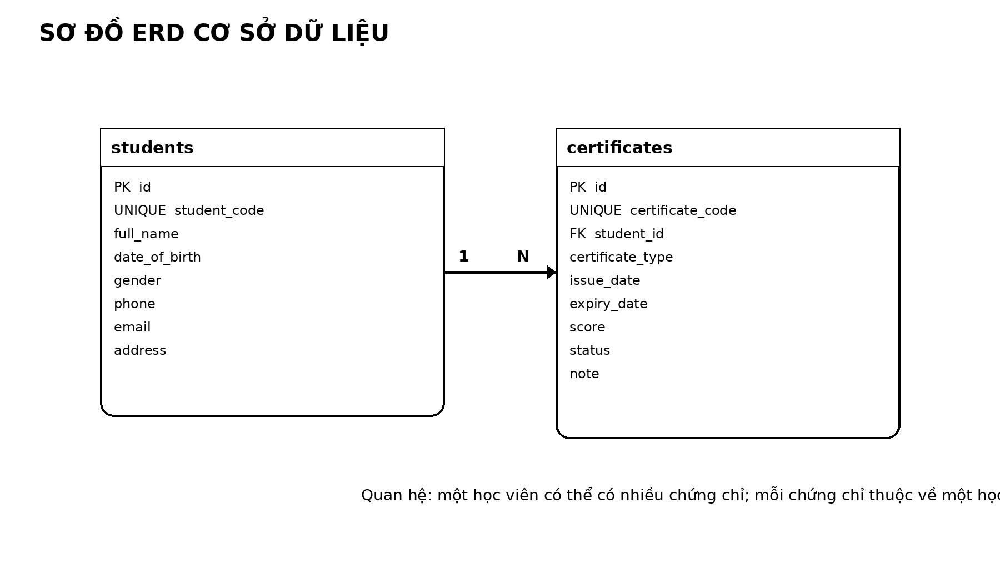 SƠ ĐỒ ERD CƠ SỞ DỮ LIỆU
students
PK id
UNIQUE student_code
full_name
date_of_birth
gender
phone
email
address
1 N
certificates
PK id
UNIQUE certificate_code
FK student_id
certificate_type
issue_date
expiry_date
score
status
note
Quan hệ: một học viên có thể có nhiều chứng chỉ; mỗi chứng chỉ thuộc về một học